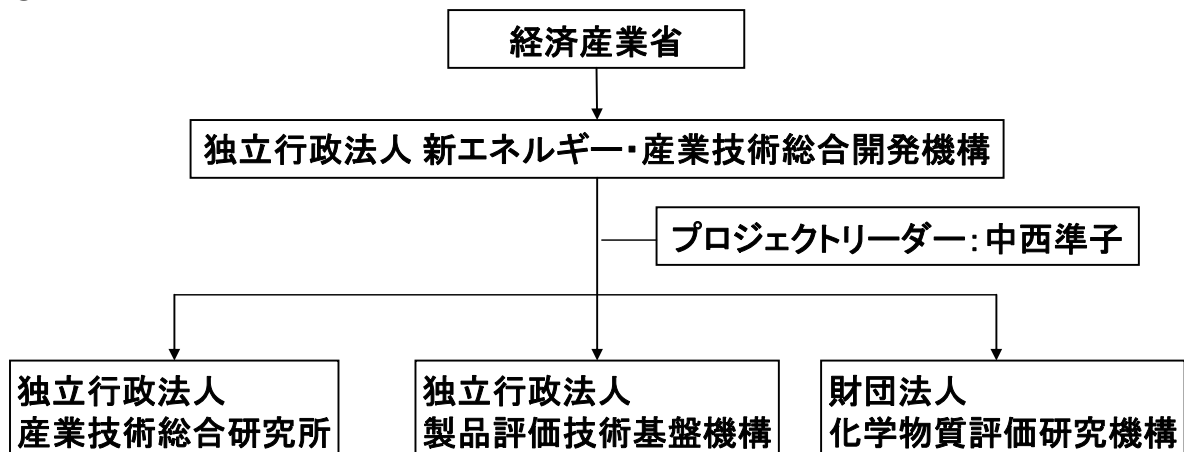 経済産業省
独立行政法人 新エネルギー・産業技術総合開発機構
プロジェクトリーダー：中西準子
独立行政法人
産業技術総合研究所
独立行政法人
製品評価技術基盤機構
財団法人
化学物質評価研究機構